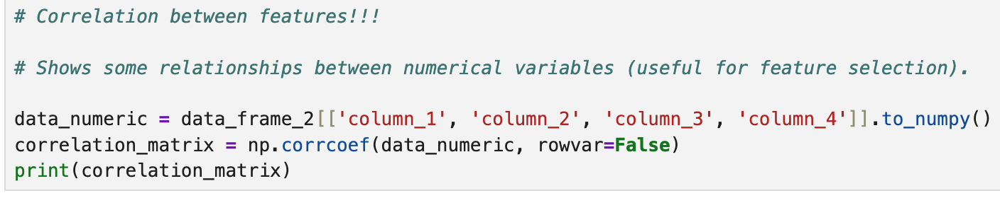 # Correlation between features!!!
# Shows some relationships between numerical variables (useful for feature selection).
data_numeric = data_frame_2[['column_1', 'column_2', 'column_3', 'column_4']].to_numpy()
correlation_matrix = np.corrcoef(data_numeric, rowvar=False)
print(correlation_matrix)